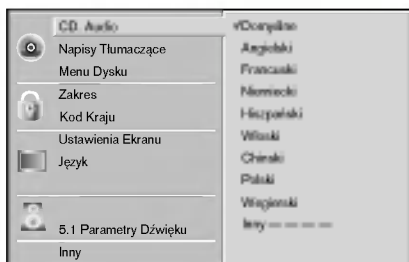 CD. Audio
Napisy Tłumaczące
Menu Dysku
Zakres
Kod Kraju
Ustawienia Ekranu
Język
5.1 Parametry Dźwięku
Inny
Domyślne
Angielski
Francuski
Niemiecki
Hiszpański
Włoski
Chinski
Polski
Węgierski
Inny — — — —